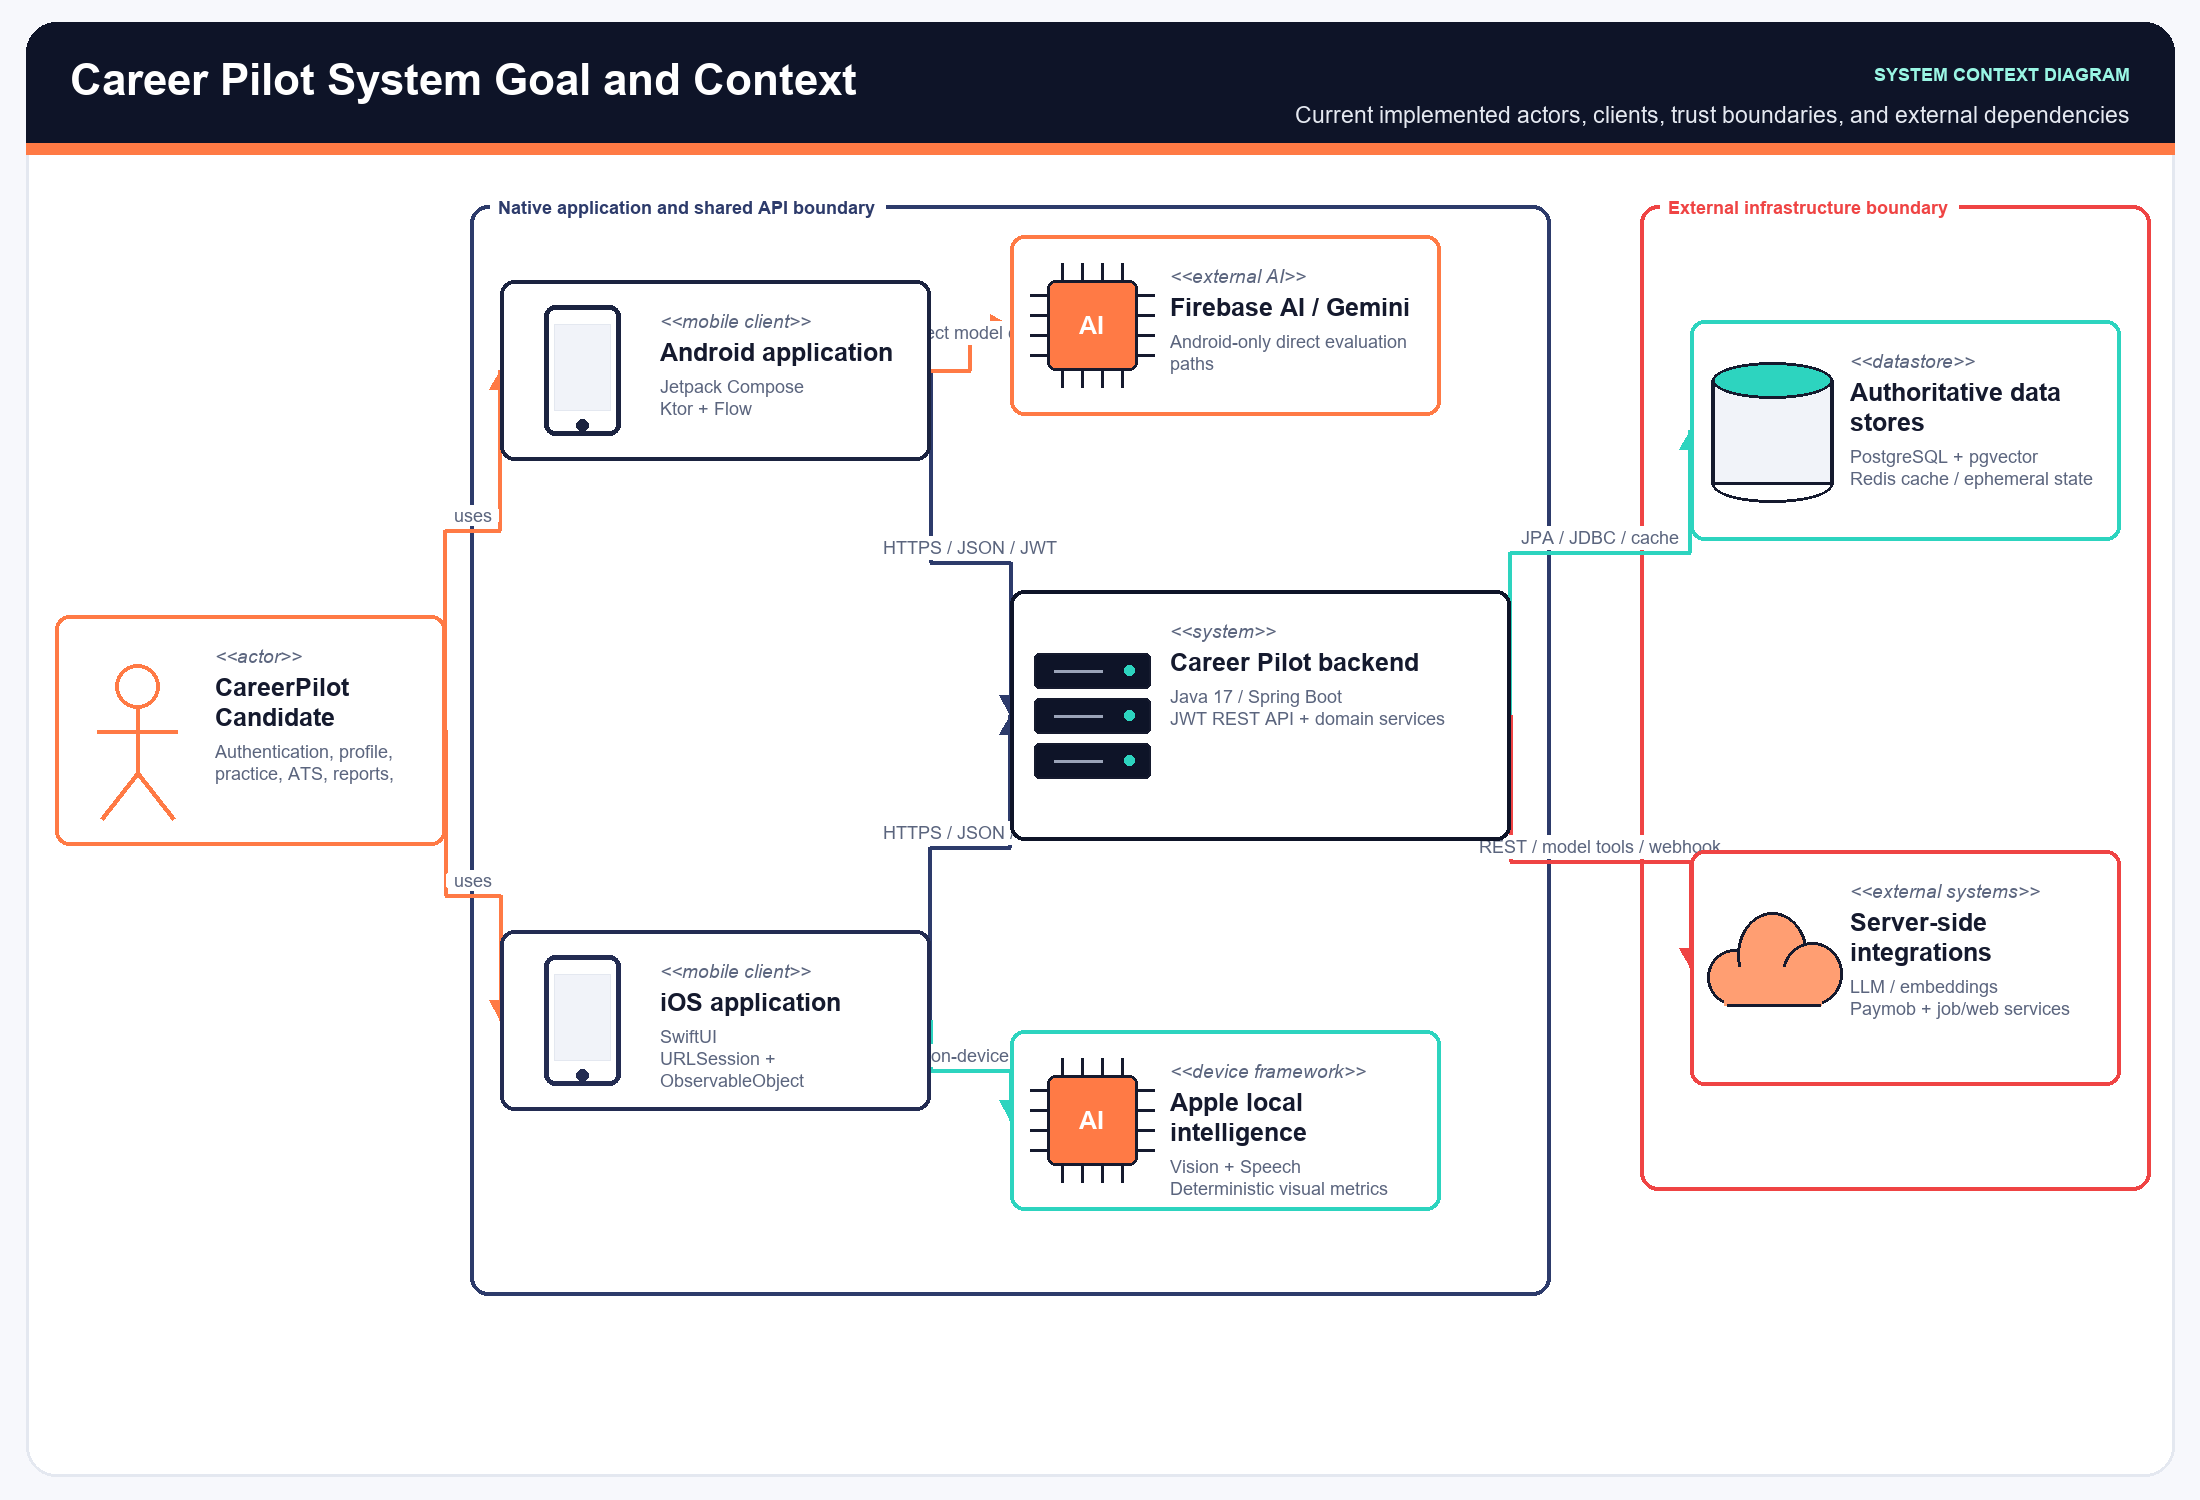 Career Pilot System Goal and Context
SYSTEM CONTEXT DIAGRAM
Current implemented actors, clients, trust boundaries, and external dependencies
Native application and shared API boundary
External infrastructure boundary
<<mobile client>>
Android application
Jetpack Compose
Ktor + Flow
model
<<external AI>>
Firebase AI / Gemini
Android-only direct evaluation
paths
<<datastore>>
Authoritative data
stores
PostgreSQL + pgvector
Redis cache / ephemeral state
uses
HTTPS / JSON / JWT
JPA / JDBC / cache
<<actor>>
CareerPilot
Candidate
Authentication, profile,
practice, ATS, reports,
<<system>>
Career Pilot backend
Java 17 / Spring Boot
JWT REST API + domain services
HTTPS / JSON /
REST / model tools / webhook
uses
<<mobile client>>
iOS application
SwiftUI
URLSession +
ObservableObject
on-device
<<device framework>>
Apple local
intelligence
Vision + Speech
Deterministic visual metrics
<<external systems>>
Server-side
integrations
LLM / embeddings
Paymob + job/web services
AI
AI